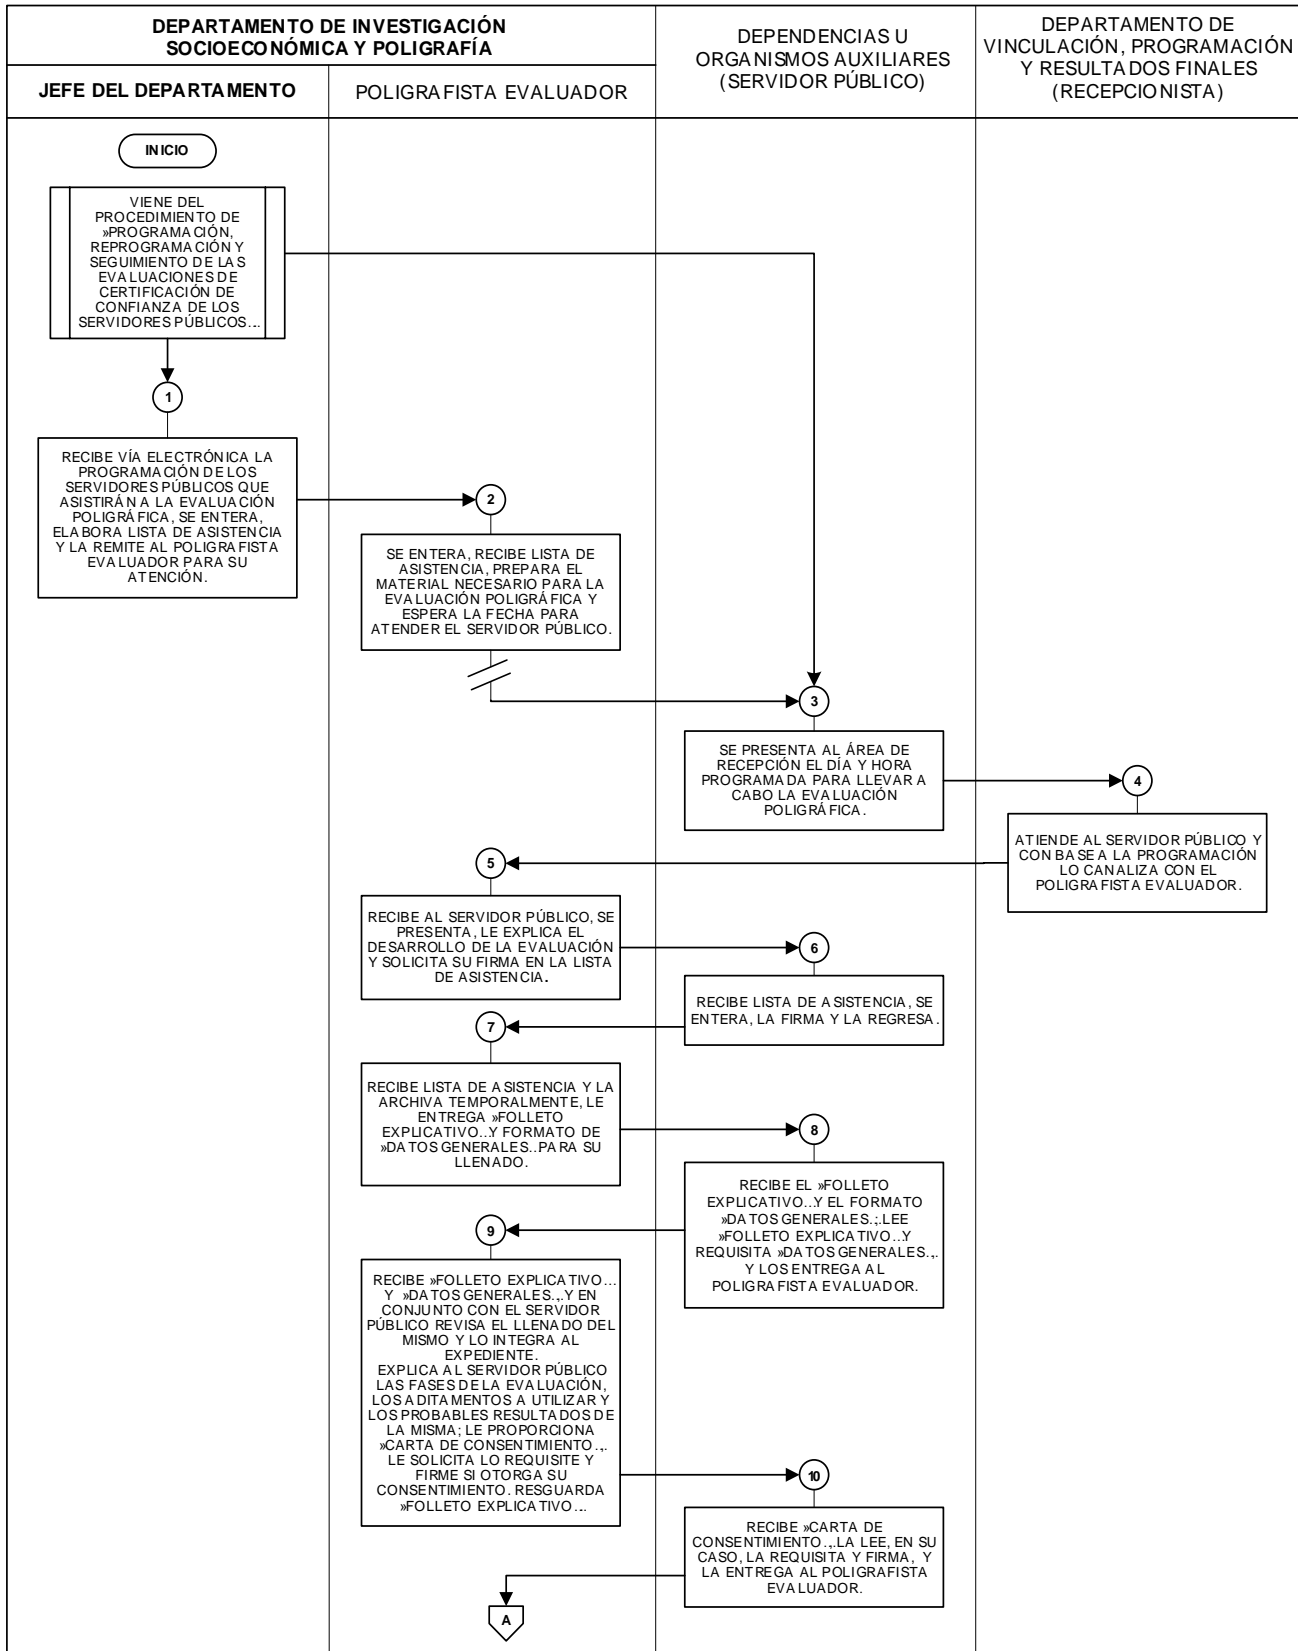 DEPARTAMENTO DE INVESTIGACIÓN
SOCIOECONÓMICA Y POLIGRAFÍA
DEPENDENCIAS U
ORGANISMOS AUXILIARES
(SERVIDOR PÚBLICO)
DEPARTAMENTO DE
VINCULACIÓN, PROGRAMACIÓN
Y RESULTADOS FINALES
(RECEPCIONISTA)
JEFE DEL DEPARTAMENTO
POLIGRAFISTA EVALUADOR
INICIO
VIENE DEL
PROCEDIMIENTO DE
»PROGRAMACIÓN,
REPROGRAMACIÓN Y
SEGUIMIENTO DE LAS
EVALUACIONES DE
CERTIFICACIÓN DE
CONFIANZA DE LOS
SERVIDORES PÚBLICOS...
1
RECIBE VÍA ELECTRÓNICA LA
PROGRAMACIÓN DE LOS
SERVIDORES PÚBLICOS QUE
ASISTIRÁN A LA EVALUACIÓN
POLIGRÁFICA, SE ENTERA,
ELABORA LISTA DE ASISTENCIA
Y LA REMITE AL POLIGRAFISTA
EVALUADOR PARA SU
ATENCIÓN.
2
SE ENTERA, RECIBE LISTA DE
ASISTENCIA, PREPARA EL
MATERIAL NECESARIO PARA LA
EVALUACIÓN POLIGRÁFICA Y
ESPERA LA FECHA PARA
ATENDER EL SERVIDOR PÚBLICO.
3
SE PRESENTA AL ÁREA DE
RECEPCIÓN EL DÍA Y HORA
PROGRAMADA PARA LLEVAR A
CABO LA EVALUACIÓN
POLIGRÁFICA.
4
ATIENDE AL SERVIDOR PÚBLICO Y
CON BASE A LA PROGRAMACIÓN
LO CANALIZA CON EL
POLIGRAFISTA EVALUADOR.
5
RECIBE AL SERVIDOR PÚBLICO, SE
PRESENTA, LE EXPLICA EL
DESARROLLO DE LA EVALUACIÓN
Y SOLICITA SU FIRMA EN LA LISTA
DE ASISTENCIA.
6
RECIBE LISTA DE ASISTENCIA, SE
ENTERA, LA FIRMA Y LA REGRESA.
7
RECIBE LISTA DE ASISTENCIA Y LA
ARCHIVA TEMPORALMENTE, LE
ENTREGA »FOLLETO
EXPLICATIVO...Y FORMATO DE
»DATOS GENERALES...PARA SU
LLENADO.
8
RECIBE EL »FOLLETO
EXPLICATIVO...Y EL FORMATO
»DATOS GENERALES.;.LEE
»FOLLETO EXPLICATIVO...Y
REQUISITA »DATOS GENERALES.,.
Y LOS ENTREGA AL
POLIGRAFISTA EVALUADOR.
9
RECIBE »FOLLETO EXPLICATIVO...
Y »DATOS GENERALES.,.Y EN
CONJUNTO CON EL SERVIDOR
PÚBLICO REVISA EL LLENADO DEL
MISMO Y LO INTEGRA AL
EXPEDIENTE.
EXPLICA AL SERVIDOR PÚBLICO
LAS FASES DE LA EVALUACIÓN,
LOS ADITAMENTOS A UTILIZAR Y
LOS PROBABLES RESULTADOS DE
LA MISMA; LE PROPORCIONA
»CARTA DE CONSENTIMIENTO.,.
LE SOLICITA LO REQUISITE Y
FIRME SI OTORGA SU
CONSENTIMIENTO. RESGUARDA
»FOLLETO EXPLICATIVO...
10
RECIBE »CARTA DE
CONSENTIMIENTO.,.LA LEE, EN SU
CASO, LA REQUISITA Y FIRMA, Y
LA ENTREGA AL POLIGRAFISTA
EVALUADOR.
A